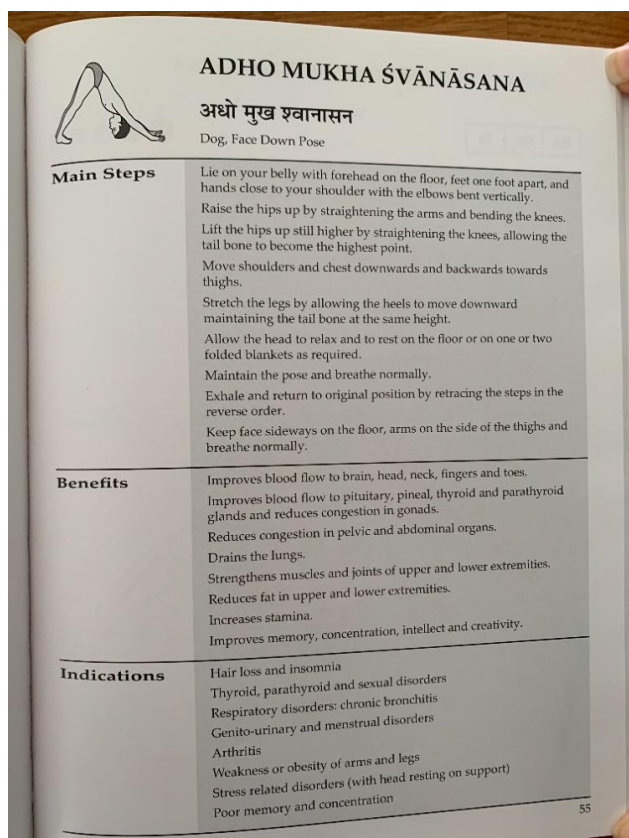 ADHO MUKHA ŚVĀNĀSANA
अधो मुख श्वानासन
Dog, Face Down Pose
Main Steps
Lie on your belly with forehead on the floor, feet one foot apart, and
hands close to your shoulder with the elbows bent vertically.
Raise the hips up by straightening the arms and bending the knees.
Lift the hips up still higher by straightening the knees, allowing the
tail bone to become the highest point.
Move shoulders and chest downwards and backwards towards
thighs.
Stretch the legs by allowing the heels to move downward
maintaining the tail bone at the same height.
Allow the head to relax and to rest on the floor or on one or two
folded blankets as required.
Maintain the pose and breathe normally.
Exhale and return to original position by retracing the steps in the
reverse order.
Keep face sideways on the floor, arms on the side of the thighs and
breathe normally.
Benefits
Improves blood flow to brain, head, neck, fingers and toes.
Improves blood flow to pituitary, pineal, thyroid and parathyroid
glands and reduces congestion in gonads.
Reduces congestion in pelvic and abdominal organs.
Drains the lungs.
Strengthens muscles and joints of upper and lower extremities.
Reduces fat in upper and lower extremities.
Increases stamina.
Improves memory, concentration, intellect and creativity.
Indications
Hair loss and insomnia
Thyroid, parathyroid and sexual disorders
Respiratory disorders: chronic bronchitis
Genito-urinary and menstrual disorders
Arthritis
Weakness or obesity of arms and legs
Stress related disorders (with head resting on support)
Poor memory and concentration
55